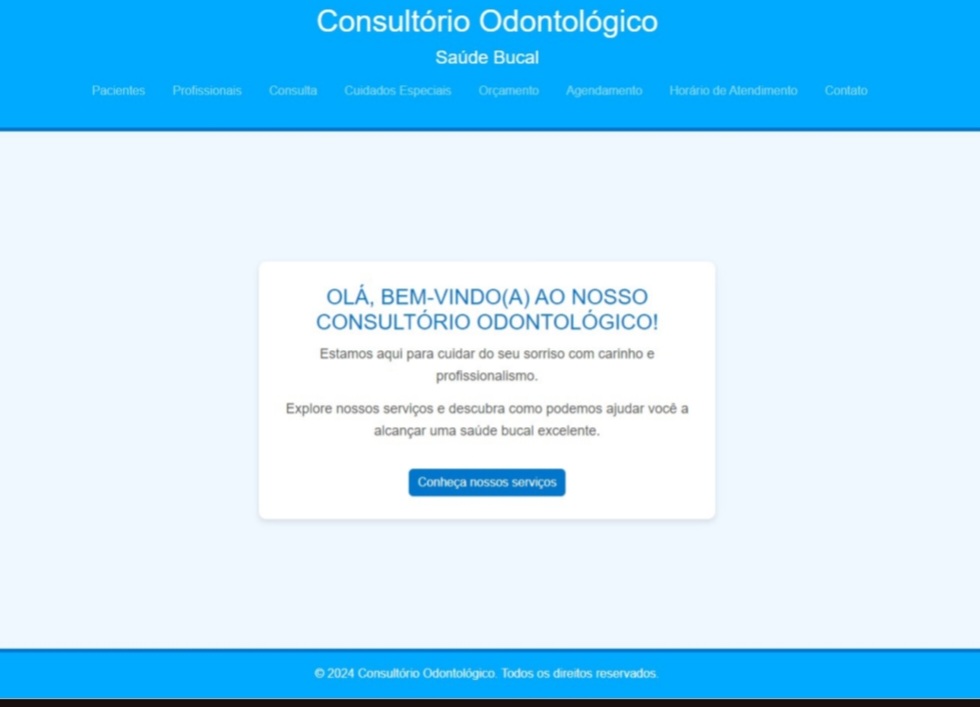 Consultório Odontológico
Saúde Bucal
Pacientes Profissionais Consulta Cuidados Especiais Orçamento Agendamento Horário de Atendimento Contato
OLÁ, BEM-VINDO(A) AO NOSSO
CONSULTÓRIO ODONTOLÓGICO!
Estamos aqui para cuidar do seu sorriso com carinho e
profissionalismo.
Explore nossos serviços e descubra como podemos ajudar você a
alcançar uma saúde bucal excelente.
Conheça nossos serviços
© 2024 Consultório Odontológico. Todos os direitos reservados.